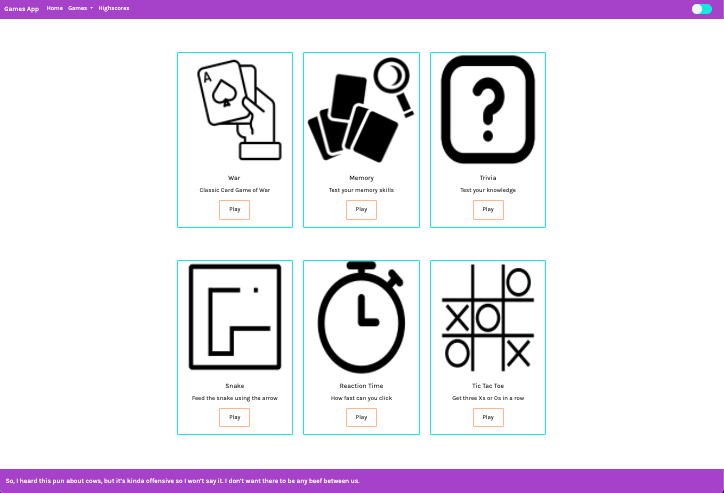 Games App Home Games Highscores
A
War
Classic Card Game of War
Play
Memory
Test your memory skills
Play
?
Trivia
Test your knowledge
Play
Snake
Feed the snake using the arrow
Play
Reaction Time
How fast can you click
Play
O
X O
O X
Tic Tac Toe
Get three Xs or Os in a row
Play
So, I heard this pun about cows, but it's kinda offensive so I won't say it. I don't want there to be any beef between us.